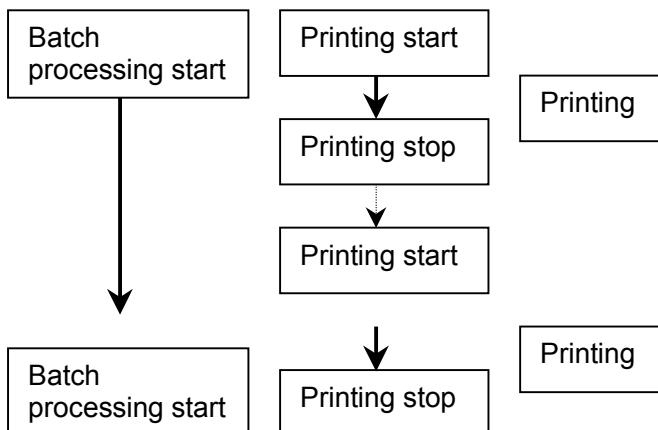 Batch
processing start
Printing start
Printing
Printing stop
Printing start
Batch
processing start
Printing stop
Printing